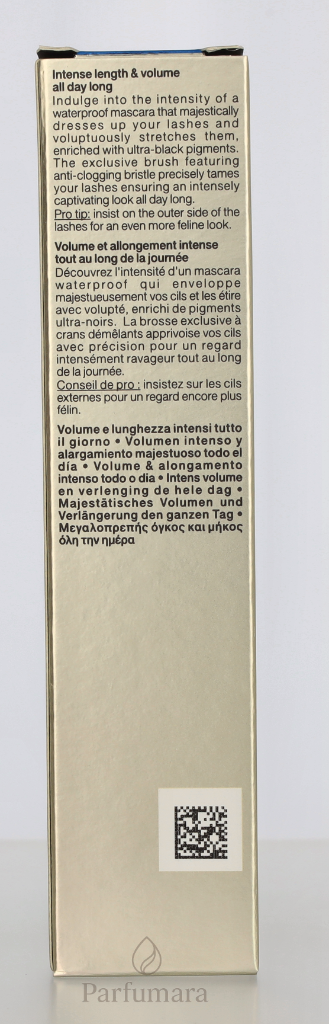 Intense length & volume
all day long
Indulge into the intensity of a
waterproof mascara that majestically
dresses up your lashes and
voluptuously stretches them,
enriched with ultra-black pigments.
The exclusive brush featuring
anti-clogging bristle precisely tames
your lashes ensuring an intensely
captivating look all day long.
Pro tip: insist on the outer side of the
lashes for an even more feline look.
Volume et allongement intense
tout au long de la journée
Découvrez l'intensité d'un mascara
waterproof qui enveloppe
majestueusement vos cils et les étire
avec volupté, enrichi de pigments
ultra-noirs. La brosse exclusive à
crans démêlants apprivoise vos cils
avec précision pour un regard
intensément ravageur tout au long
de la journée.
Conseil de pro : insistez sur les cils
externes pour un regard encore plus
félin.
Volume e lunghezza intensi tutto
il giorno • Volumen intenso y
alargamiento majestuoso todo el
día • Volume & alongamento
intenso todo o dia • Intens volume
en verlenging de hele dag •
Majestätisches Volumen und
Verlängerung den ganzen Tag •
Μεγαλοπρεπής όγκος και μήκος
όλη την ημέρα
Parfumara